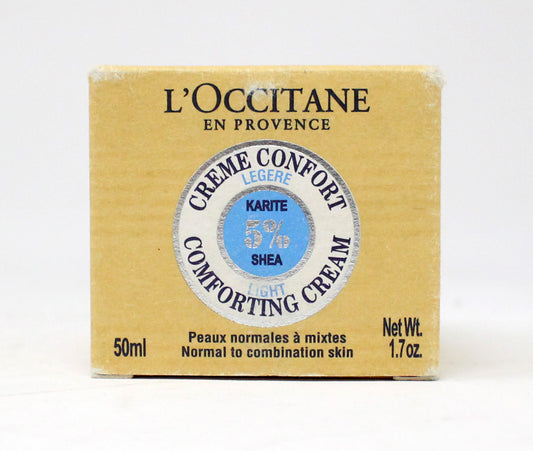 L'OCCITANE
EN PROVENCE
CREME CONFORT
LEGERE
KARITE
5%
SHEA
LIGHT
COMFORTING CREAM
Peaux normales à mixtes
Normal to combination skin
50ml
Net Wt.
1.7oz.